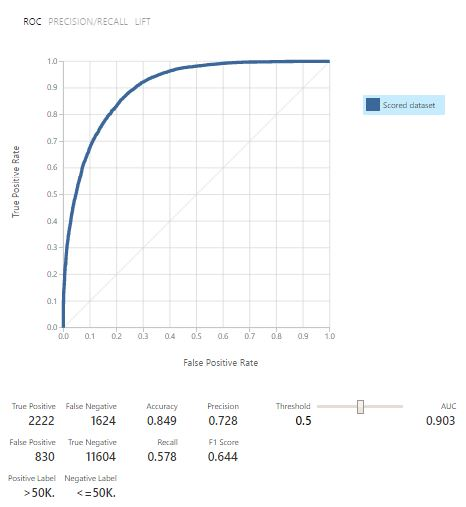 ROC PRECISION/RECALL LIFT
1.0
0.9
0.8
0.7
0.6
0.5
0.4
0.3
0.2
0.1
0.0
True Positive Rate
0.0 0.1 0.2 0.3 0.4 0.5 0.6 0.7 0.8 0.9 1.0
False Positive Rate
Scored dataset
True Positive False Negative Accuracy Precision Threshold AUC
2222 1624 0.849 0.728 0.5 0.903
False Positive True Negative Recall F1 Score
830 11604 0.578 0.644
Positive Label Negative Label
>50K. <=50K.